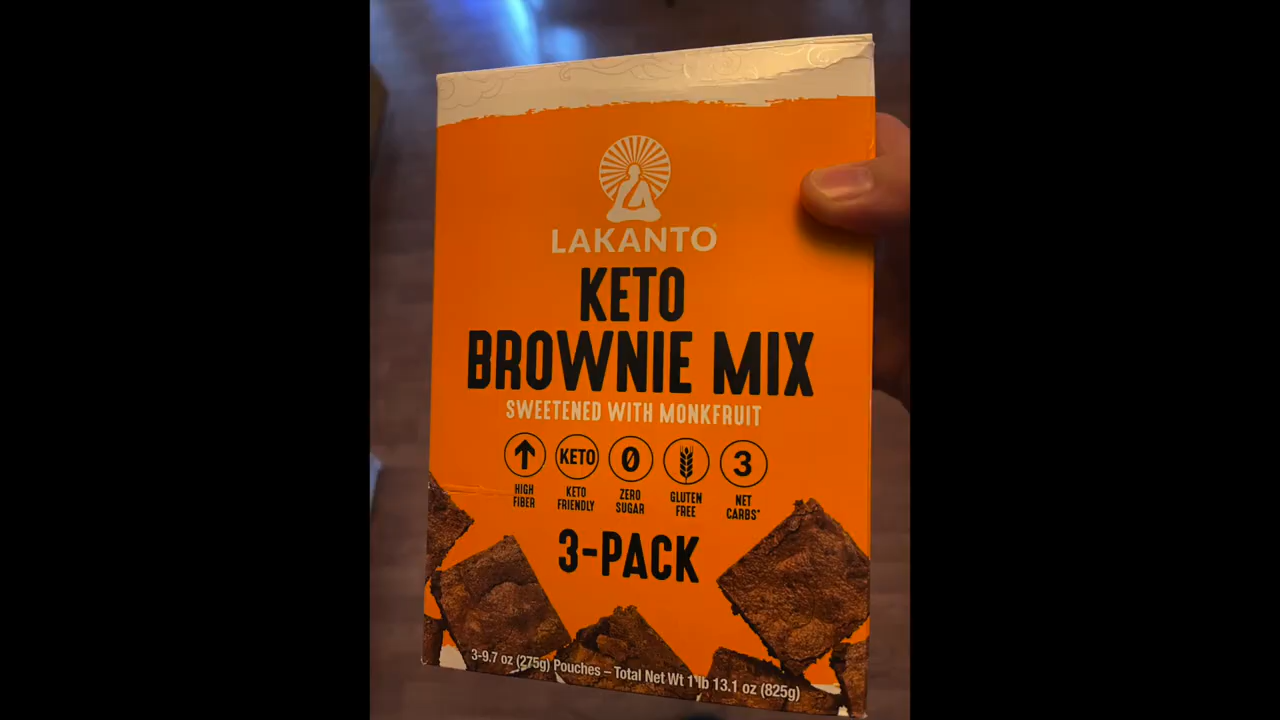 LAKANTO
KETO
BROWNIE MIX
SWEETENED WITH MONKFRUIT
KETO
0
3
HIGH
FIBER
KETO
FRIENDLY
ZERO
SUGAR
GLUTEN
FREE
NET
CARBS*
3-PACK
3-9.7 oz (275g) Pouches – Total Net Wt 1 lb 13.1 oz (825g)